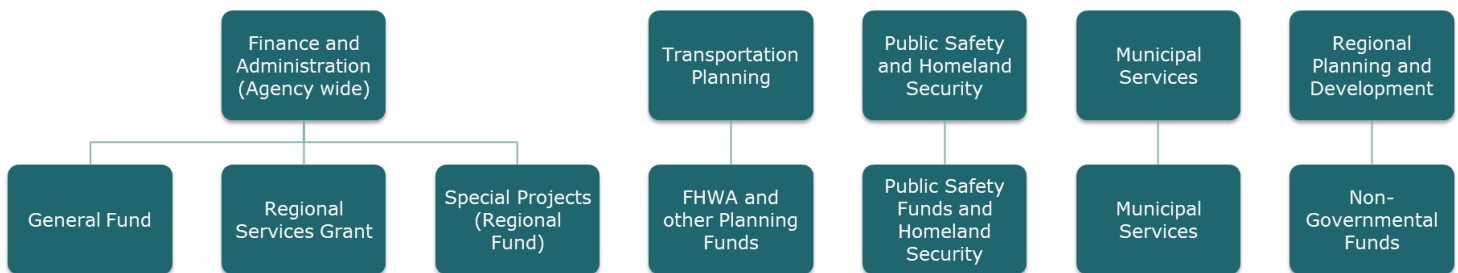 Finance and
Administration
(Agency wide)
Transportation
Planning
Public Safety
and Homeland
Security
Municipal
Services
Regional
Planning and
Development
General Fund
Regional
Services Grant
Special Projects
(Regional
Fund)
FHWA and
other Planning
Funds
Public Safety
Funds and
Homeland
Security
Municipal
Services
Non-
Governmental
Funds